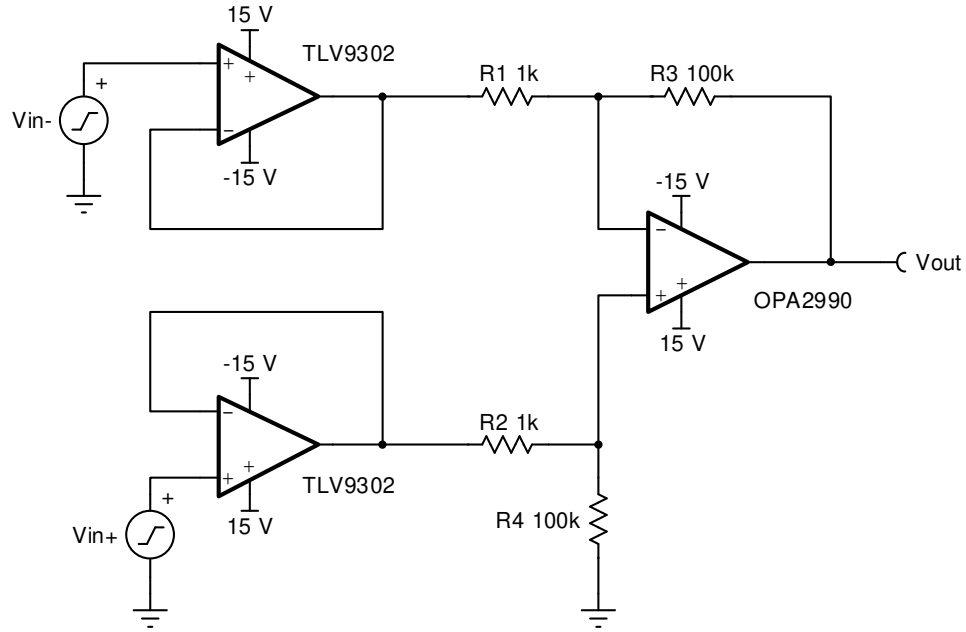 15 V
TLV9302
+
+
+
Vin-
−
-15 V
R1 1k
R3 100k
-15 V
−
+
+
Vout
OPA2990
15 V
-15 V
−
+
+
TLV9302
15 V
+
Vin+
R2 1k
R4 100k